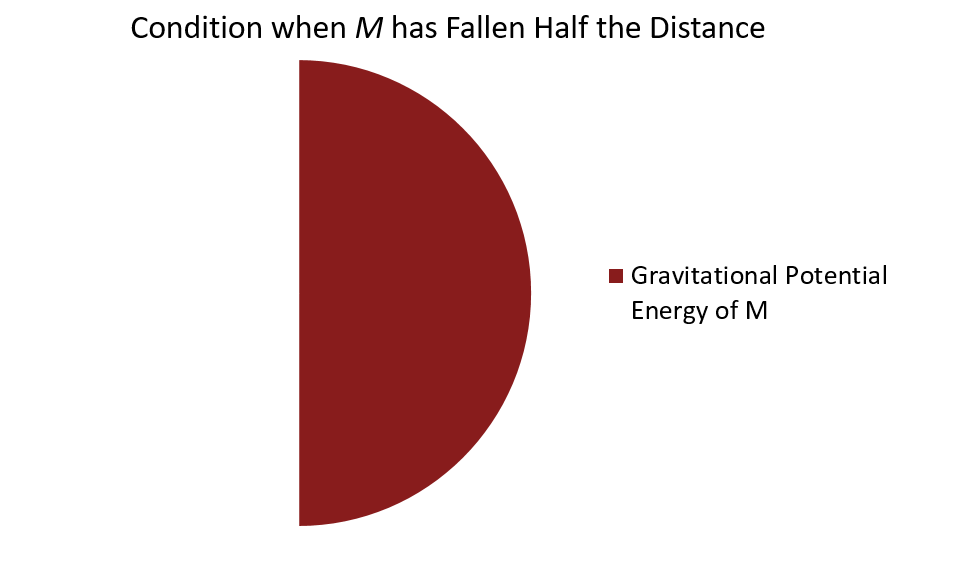 Condition when M has Fallen Half the Distance
Gravitational Potential
Energy of M